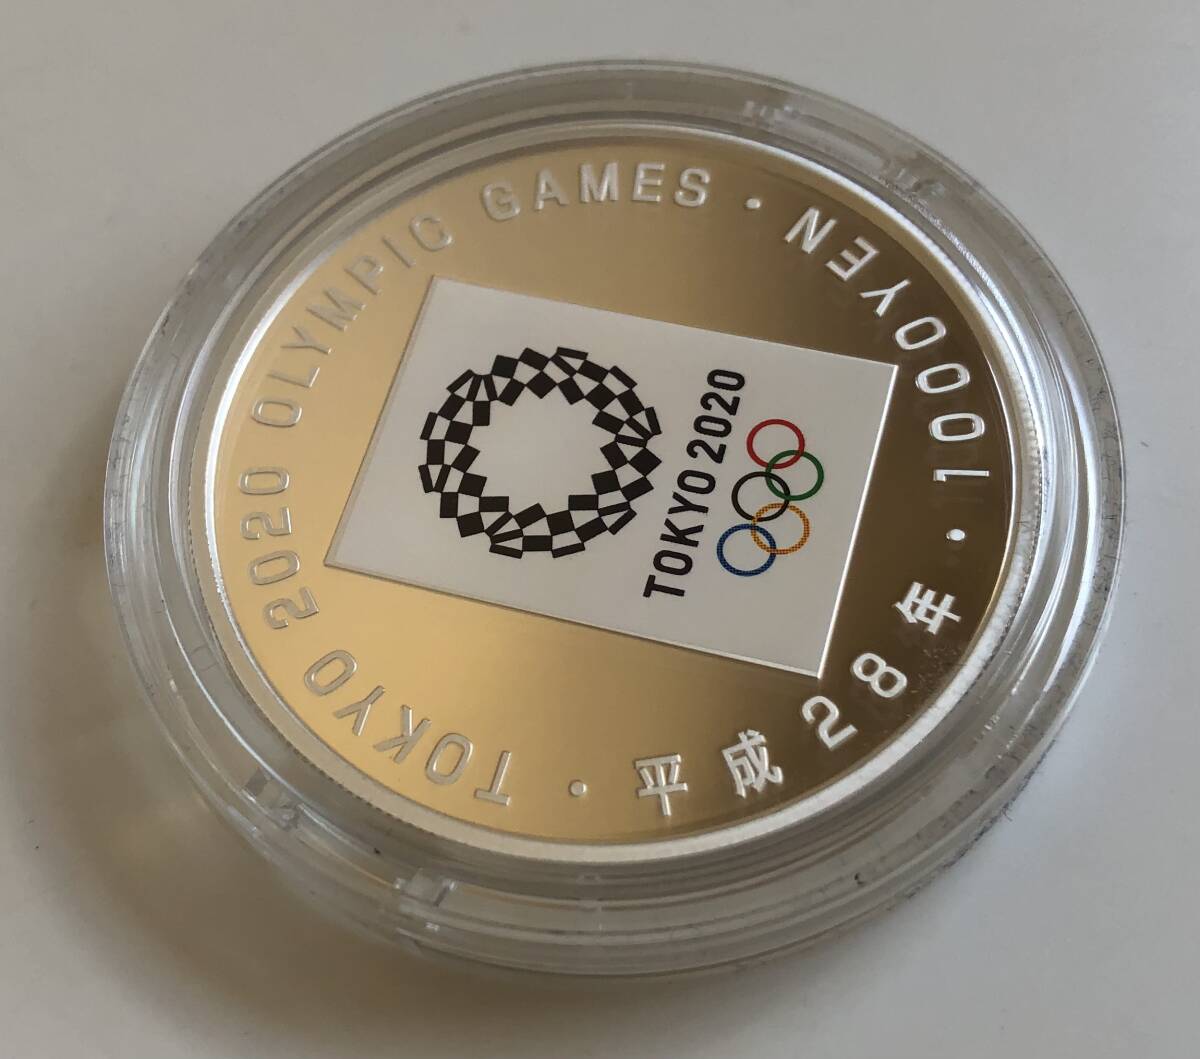 TOKYO 2020 OLYMPIC GAMES・1000YEN・平成28年・
TOKYO 2020